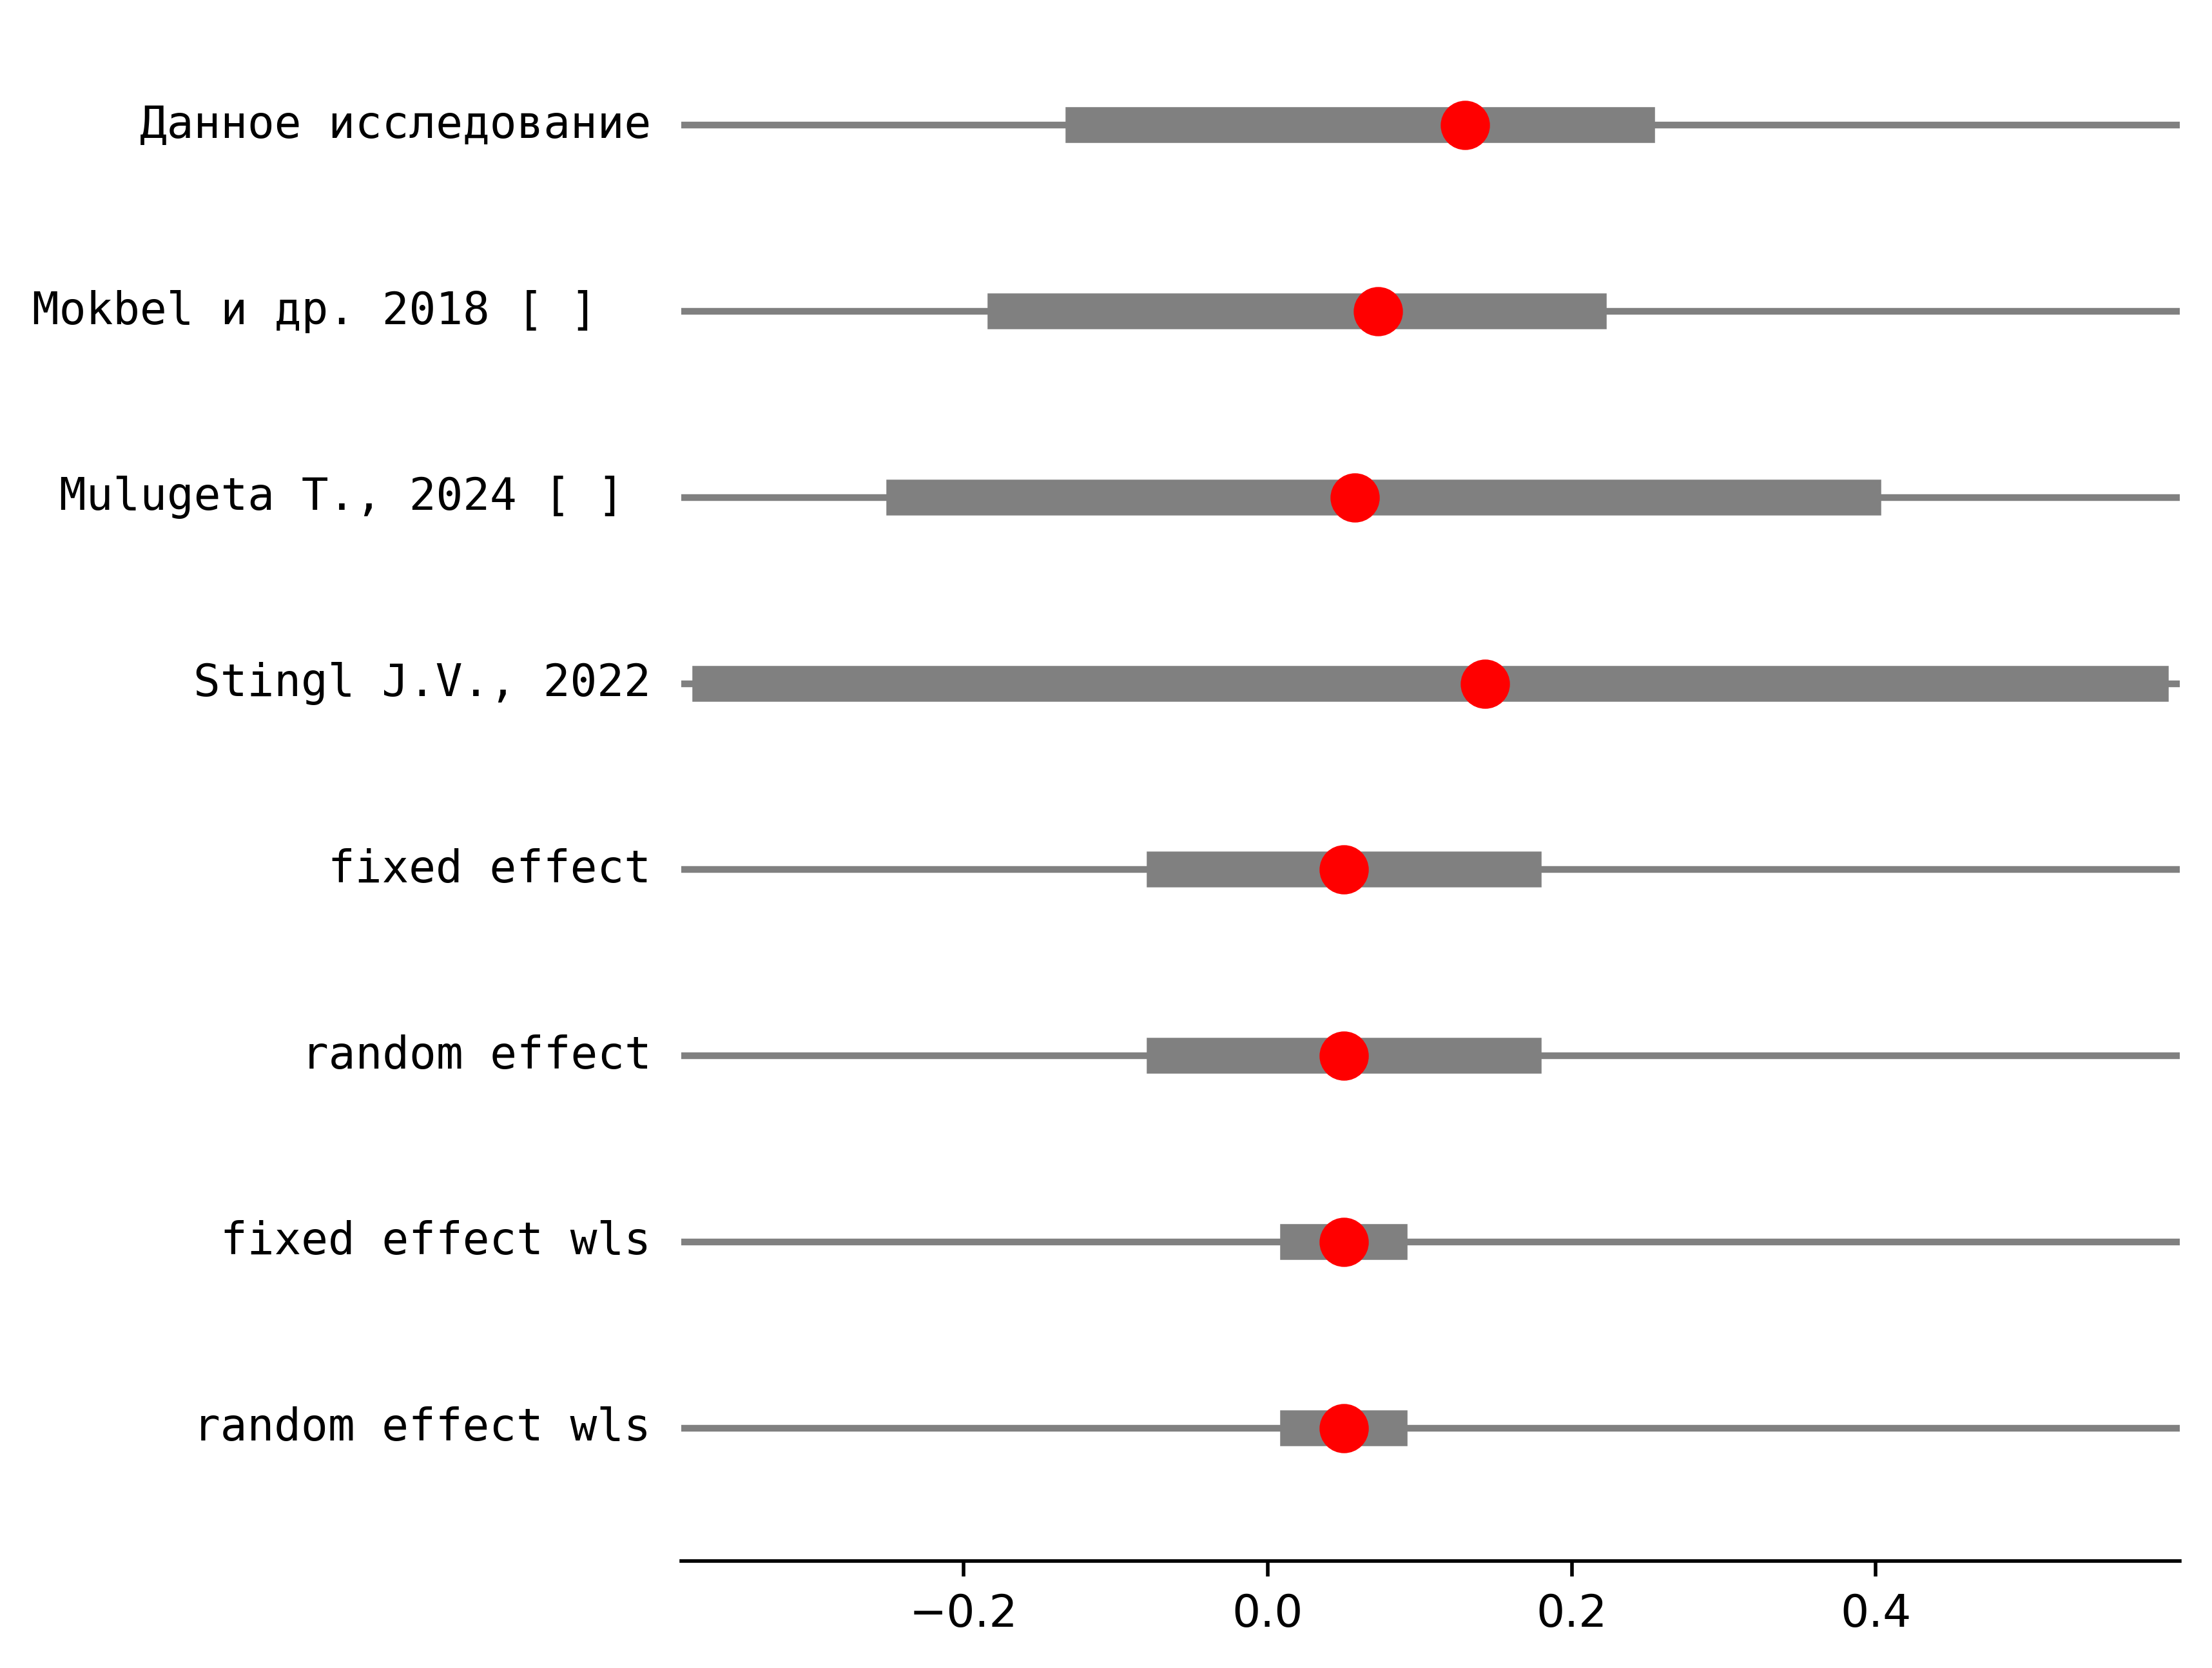 Данное исследование
Mokbel и др. 2018 [ ]
Mulugeta T., 2024 [ ]
Stingl J.V., 2022
fixed effect
random effect
fixed effect wls
random effect wls
−0.2 0.0 0.2 0.4